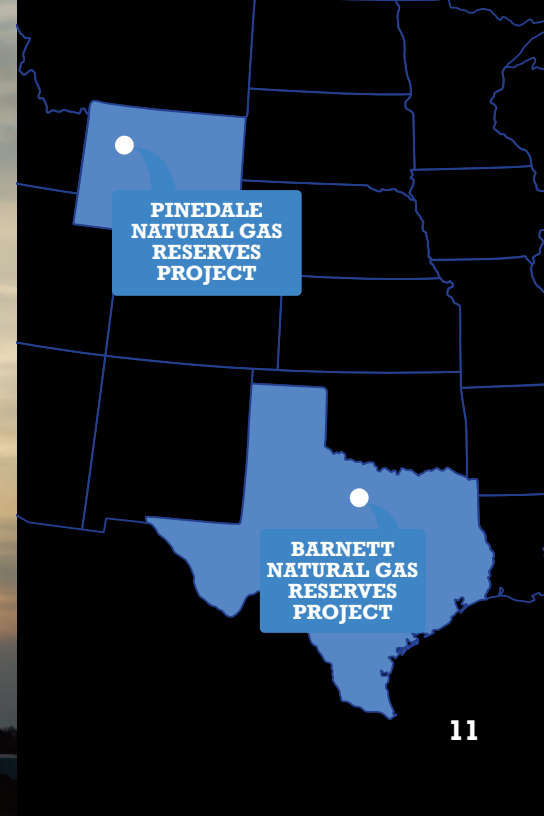 PINEDALE
NATURAL GAS
RESERVES
PROJECT
BARNETT
NATURAL GAS
RESERVES
PROJECT
11